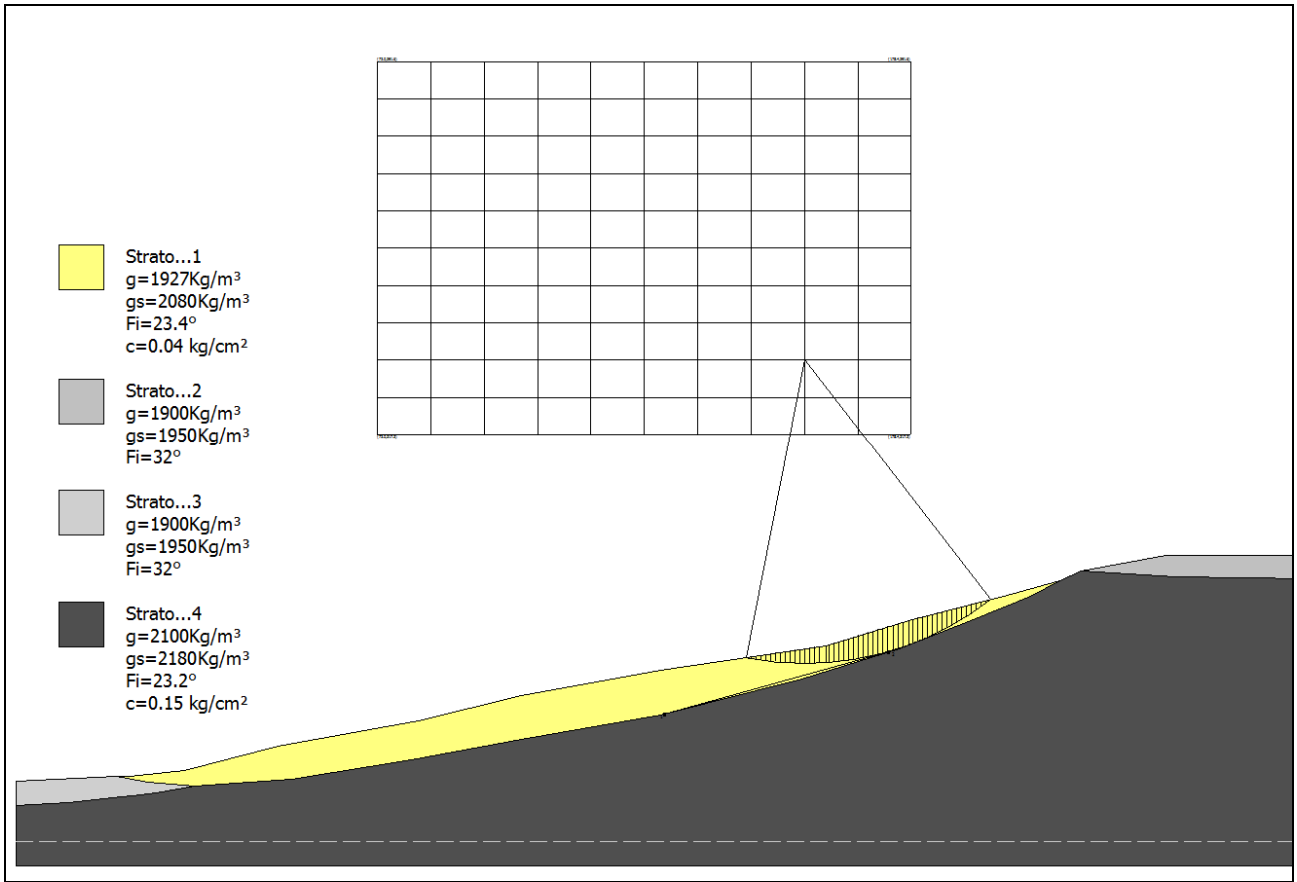 Strato...1
g=1927Kg/m³
gs=2080Kg/m³
Fi=23.4°
c=0.04 kg/cm²
Strato...2
g=1900Kg/m³
gs=1950Kg/m³
Fi=32°
Strato...3
g=1900Kg/m³
gs=1950Kg/m³
Fi=32°
Strato...4
g=2100Kg/m³
gs=2180Kg/m³
Fi=23.2°
c=0.15 kg/cm²